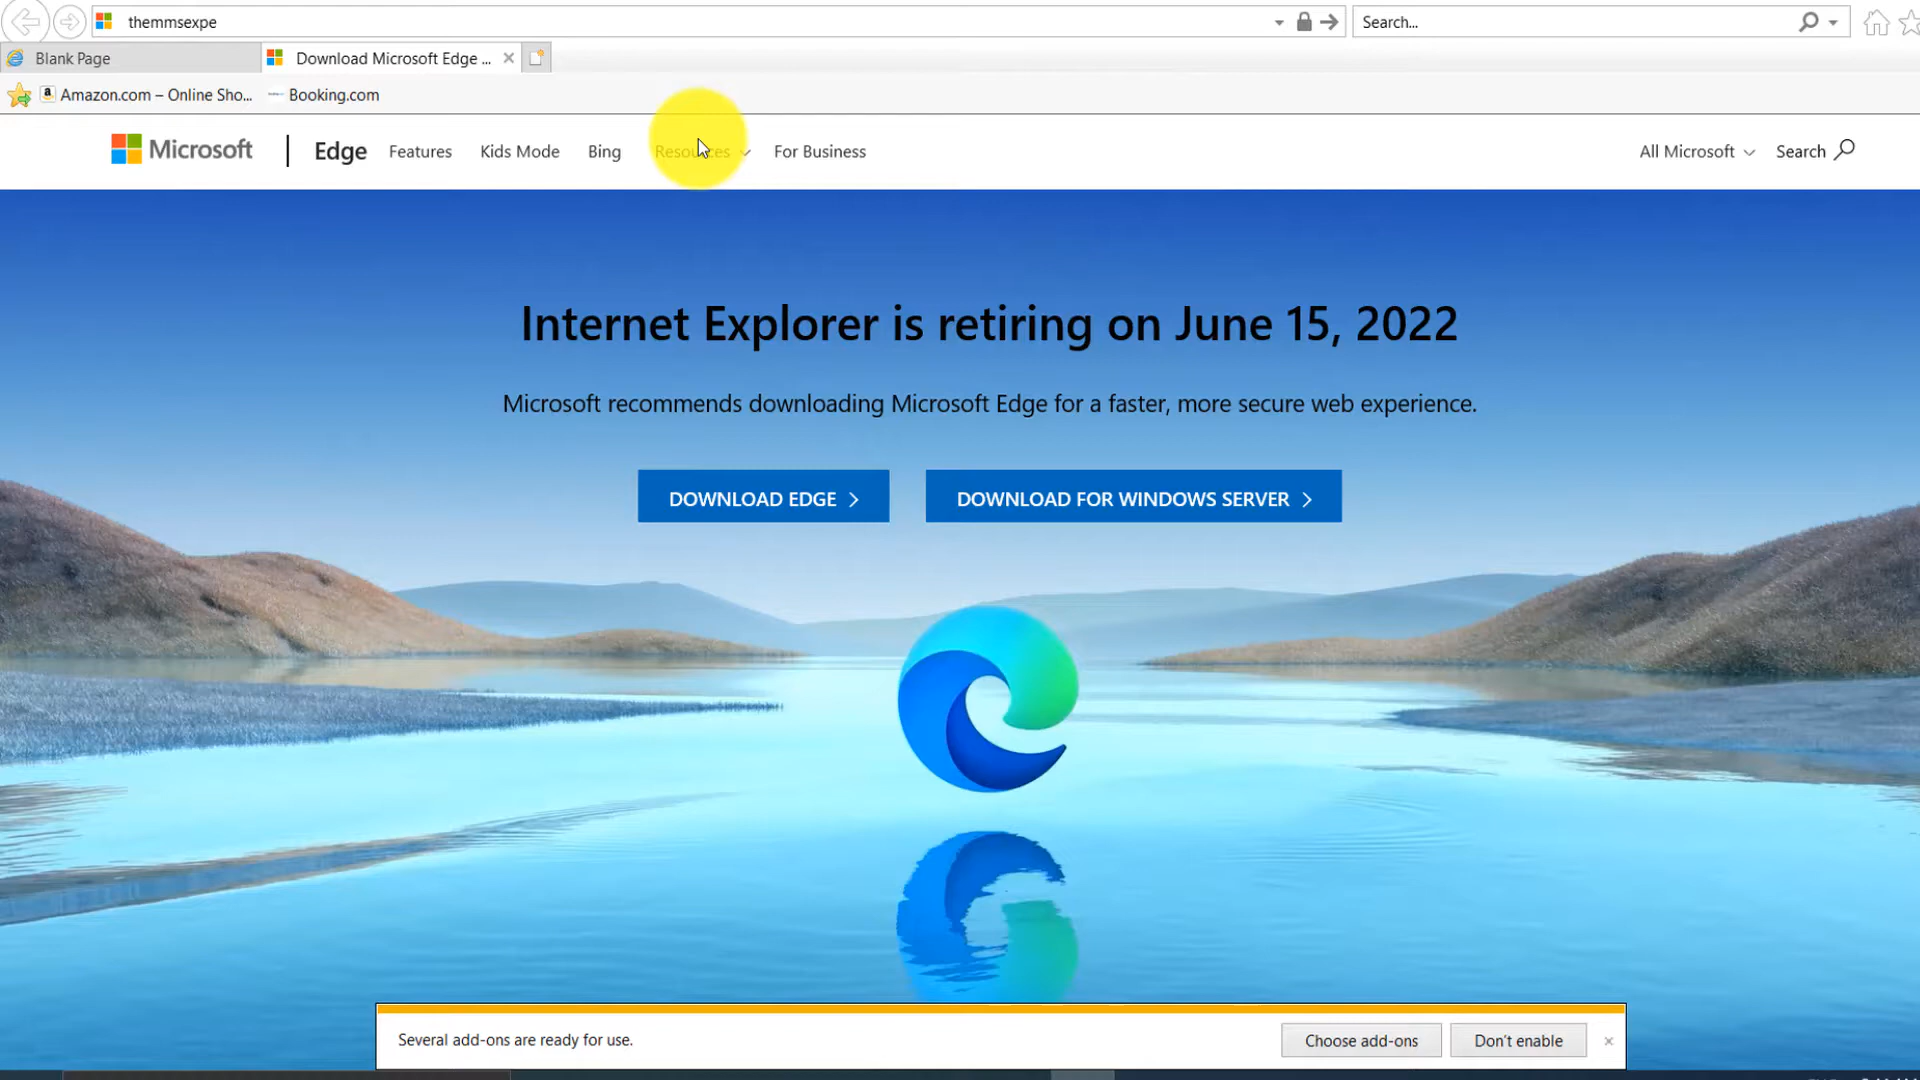 themmsexpe
Search...
Blank Page
Download Microsoft Edge ...
Amazon.com – Online Sho...
Booking.com
Microsoft
Edge
Features
Kids Mode
Bing
Resources
For Business
All Microsoft
Search
Internet Explorer is retiring on June 15, 2022
Microsoft recommends downloading Microsoft Edge for a faster, more secure web experience.
DOWNLOAD EDGE
DOWNLOAD FOR WINDOWS SERVER
Several add-ons are ready for use.
Choose add-ons
Don't enable